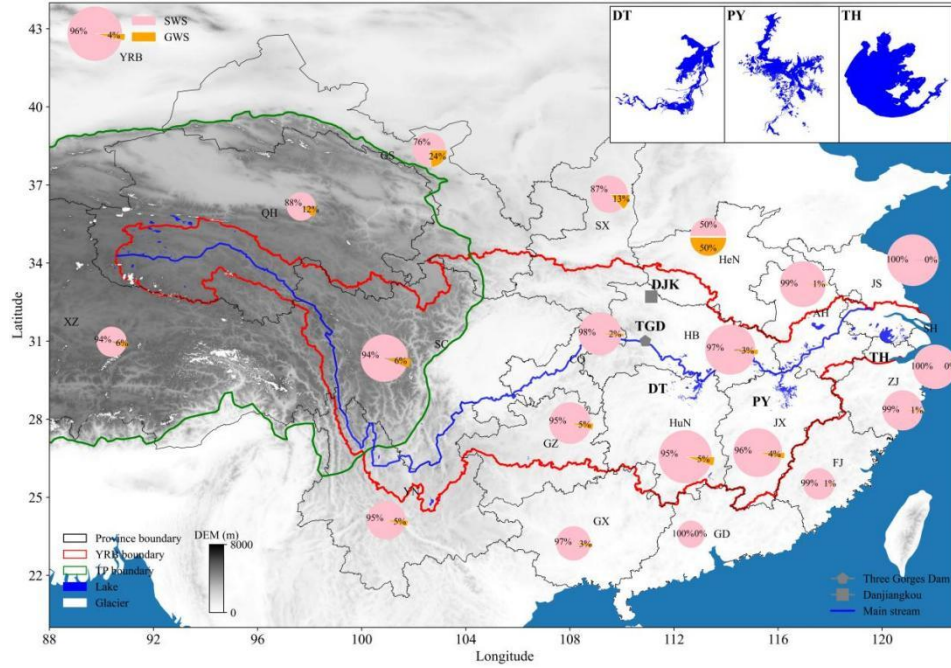 43
40
37
34
31
28
25
22
Latitude
88
92
96
100
104
108
112
116
120
Longitude
SWS
GWS
96%
4%
YRB
DT
PY
TH
GS
76%
24%
QH
88%
12%
87%
13%
SX
50%
50%
HeN
100%
0%
JS
99%
1%
AH
SH
DJK
TGD
98%
2%
HB
97%
3%
XZ
94%
6%
SC
94%
6%
TH
100%
0%
DT
PY
ZJ
99%
1%
95%
5%
GZ
HuN
95%
5%
JX
96%
4%
FJ
99%
1%
YN
95%
5%
GX
97%
3%
100%
0%
GD
Province boundary
YRB boundary
TP boundary
Lake
Glacier
DEM (m)
8000
0
Three Gorges Dam
Danjiangkou
Main stream